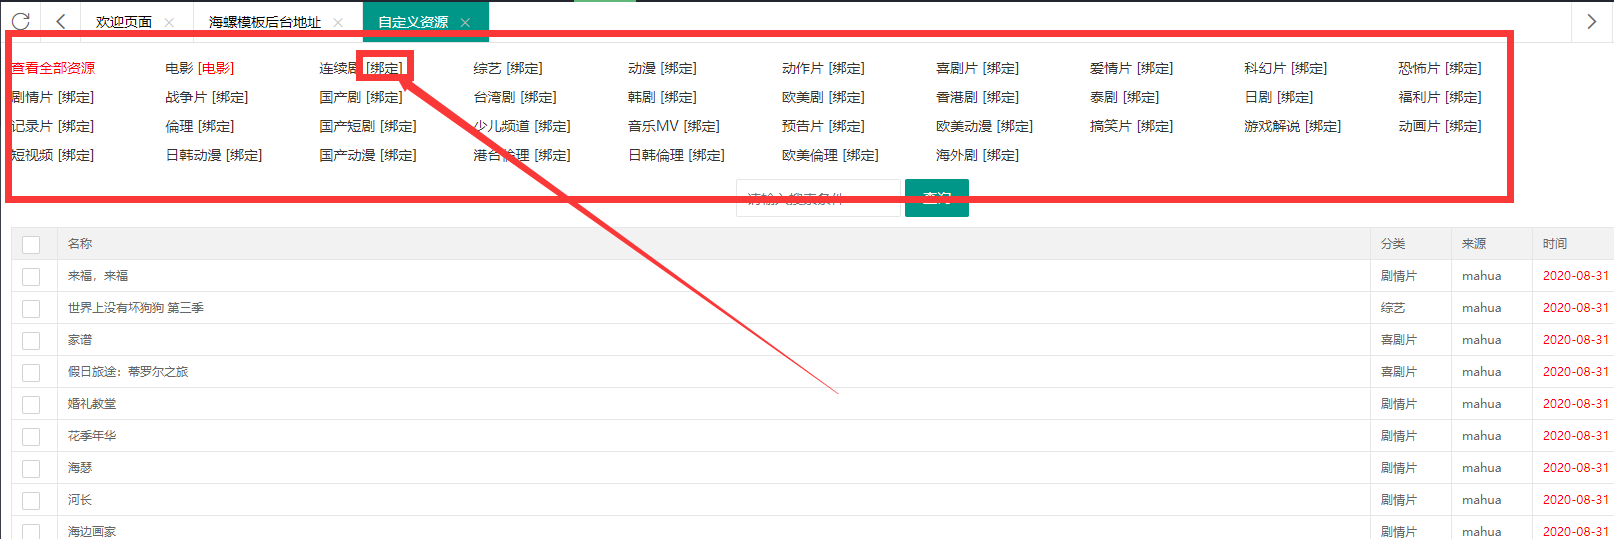 欢迎页面 海螺模板后台地址 自定义资源
查看全部资源 电影 [电影] 连续剧 [绑定] 综艺 [绑定] 动漫 [绑定] 动作片 [绑定] 喜剧片 [绑定] 爱情片 [绑定] 科幻片 [绑定] 恐怖片 [绑定]
剧情片 [绑定] 战争片 [绑定] 国产剧 [绑定] 台湾剧 [绑定] 韩剧 [绑定] 欧美剧 [绑定] 香港剧 [绑定] 泰剧 [绑定] 日剧 [绑定] 福利片 [绑定]
记录片 [绑定] 倫理 [绑定] 国产短剧 [绑定] 少儿频道 [绑定] 音乐MV [绑定] 预告片 [绑定] 欧美动漫 [绑定] 搞笑片 [绑定] 游戏解说 [绑定] 动画片 [绑定]
短视频 [绑定] 日韩动漫 [绑定] 国产动漫 [绑定] 港台倫理 [绑定] 日韩倫理 [绑定] 欧美倫理 [绑定] 海外剧 [绑定]
请输入搜索条件 查询
名称 分类 来源 时间
来福，来福 剧情片 mahua 2020-08-31
世界上没有坏狗狗 第三季 综艺 mahua 2020-08-31
家谱 喜剧片 mahua 2020-08-31
假日旅途：蒂罗尔之旅 喜剧片 mahua 2020-08-31
婚礼教堂 剧情片 mahua 2020-08-31
花季年华 剧情片 mahua 2020-08-31
海瑟 剧情片 mahua 2020-08-31
河长 剧情片 mahua 2020-08-31
海边画家 剧情片 mahua 2020-08-31